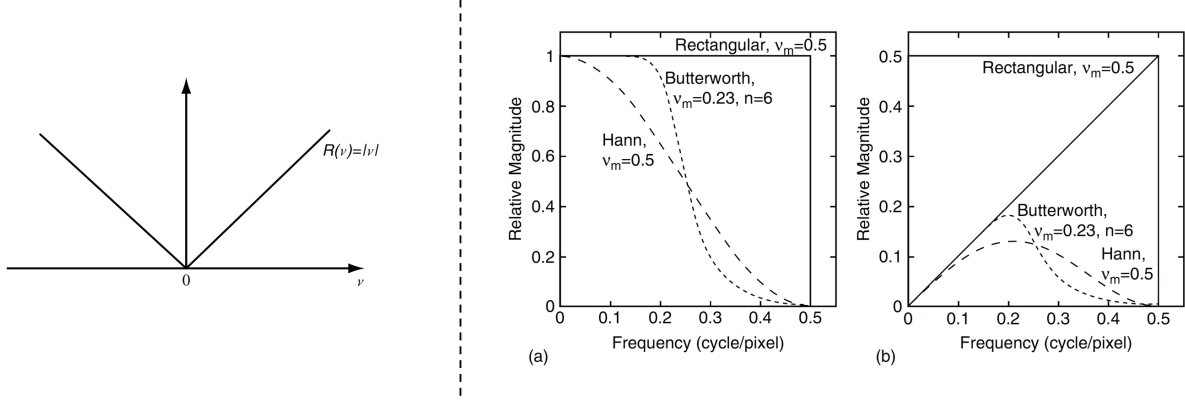 R(ν)=|ν|
0
ν
Relative Magnitude
1
0.8
0.6
0.4
0.2
0
Rectangular, νm=0.5
Butterworth,
νm=0.23, n=6
Hann,
νm=0.5
0 0.1 0.2 0.3 0.4 0.5
Frequency (cycle/pixel)
(a)
Relative Magnitude
0.5
0.4
0.3
0.2
0.1
0
Rectangular, νm=0.5
Butterworth,
νm=0.23, n=6
Hann,
νm=0.5
0 0.1 0.2 0.3 0.4 0.5
Frequency (cycle/pixel)
(b)